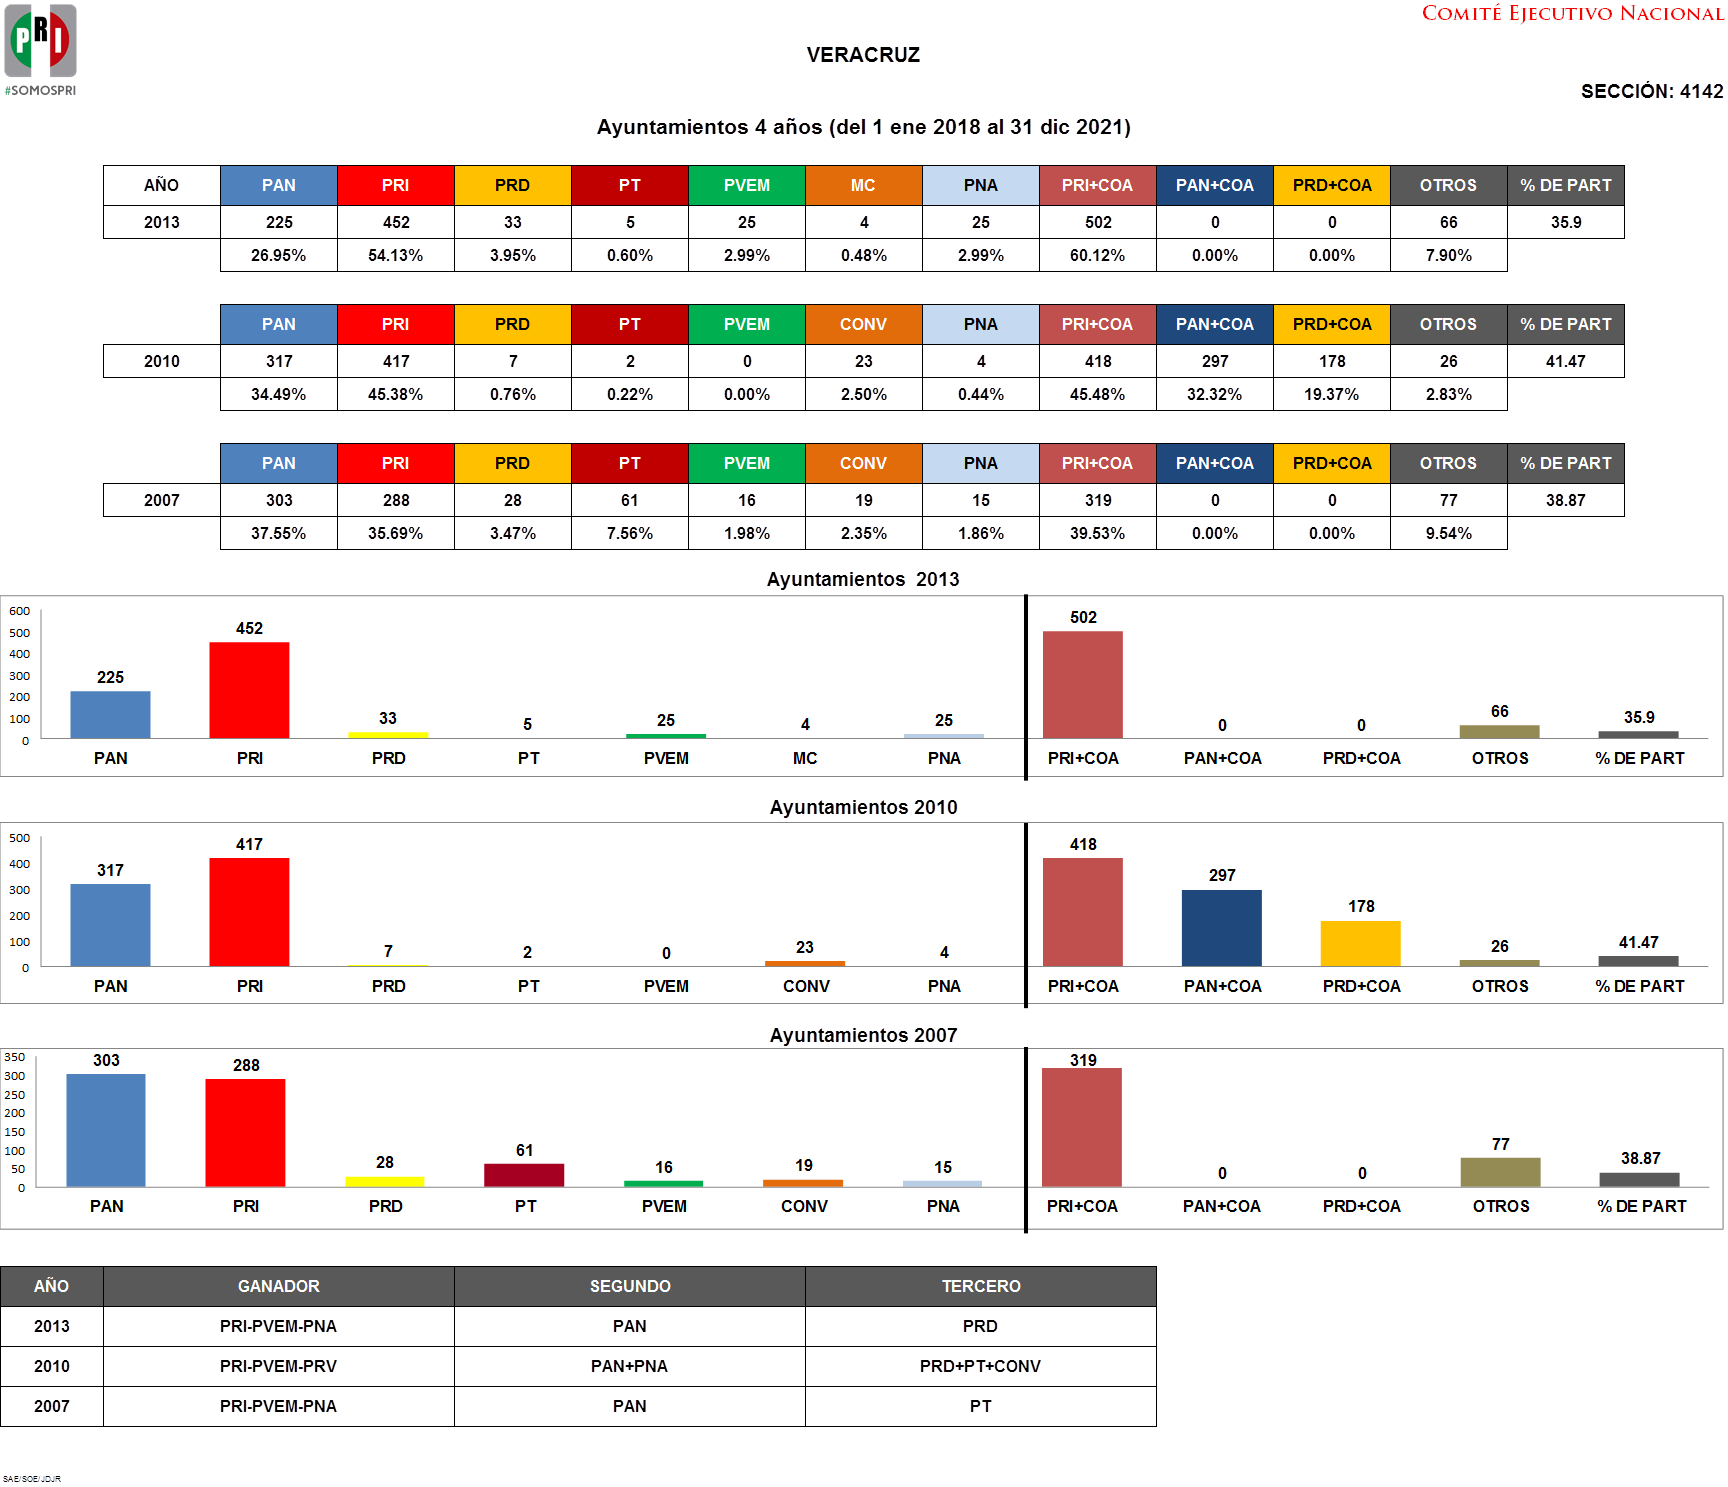 COMITÉ EJECUTIVO NACIONAL
PRI
#SOMOSPRI
VERACRUZ
SECCIÓN: 4142
Ayuntamientos 4 años (del 1 ene 2018 al 31 dic 2021)
AÑO PAN PRI PRD PT PVEM MC PNA PRI+COA PAN+COA PRD+COA OTROS % DE PART
2013 225 452 33 5 25 4 25 502 0 0 66 35.9
26.95% 54.13% 3.95% 0.60% 2.99% 0.48% 2.99% 60.12% 0.00% 0.00% 7.90%
PAN PRI PRD PT PVEM CONV PNA PRI+COA PAN+COA PRD+COA OTROS % DE PART
2010 317 417 7 2 0 23 4 418 297 178 26 41.47
34.49% 45.38% 0.76% 0.22% 0.00% 2.50% 0.44% 45.48% 32.32% 19.37% 2.83%
PAN PRI PRD PT PVEM CONV PNA PRI+COA PAN+COA PRD+COA OTROS % DE PART
2007 303 288 28 61 16 19 15 319 0 0 77 38.87
37.55% 35.69% 3.47% 7.56% 1.98% 2.35% 1.86% 39.53% 0.00% 0.00% 9.54%
Ayuntamientos 2013
600
500
400
300
200
100
0
225 452 33 5 25 4 25 502 0 0 66 35.9
PAN PRI PRD PT PVEM MC PNA PRI+COA PAN+COA PRD+COA OTROS % DE PART
Ayuntamientos 2010
500
400
300
200
100
0
317 417 7 2 0 23 4 418 297 178 26 41.47
PAN PRI PRD PT PVEM CONV PNA PRI+COA PAN+COA PRD+COA OTROS % DE PART
Ayuntamientos 2007
350
300
250
200
150
100
50
0
303 288 28 61 16 19 15 319 0 0 77 38.87
PAN PRI PRD PT PVEM CONV PNA PRI+COA PAN+COA PRD+COA OTROS % DE PART
AÑO GANADOR SEGUNDO TERCERO
2013 PRI-PVEM-PNA PAN PRD
2010 PRI-PVEM-PRV PAN+PNA PRD+PT+CONV
2007 PRI-PVEM-PNA PAN PT
SAE/SOE/JDJR